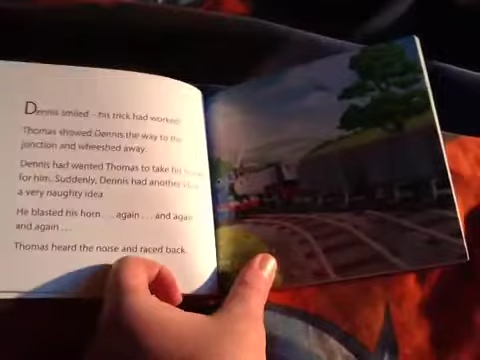 Dennis smiled – his trick had worked!
Thomas showed Dennis the way to the
junction and wheeshed away.
Dennis had wanted Thomas to take his
for him. Suddenly, Dennis had another
a very naughty idea.
He blasted his horn . . . again . . . and again
and again . . .
Thomas heard the noise and raced back.